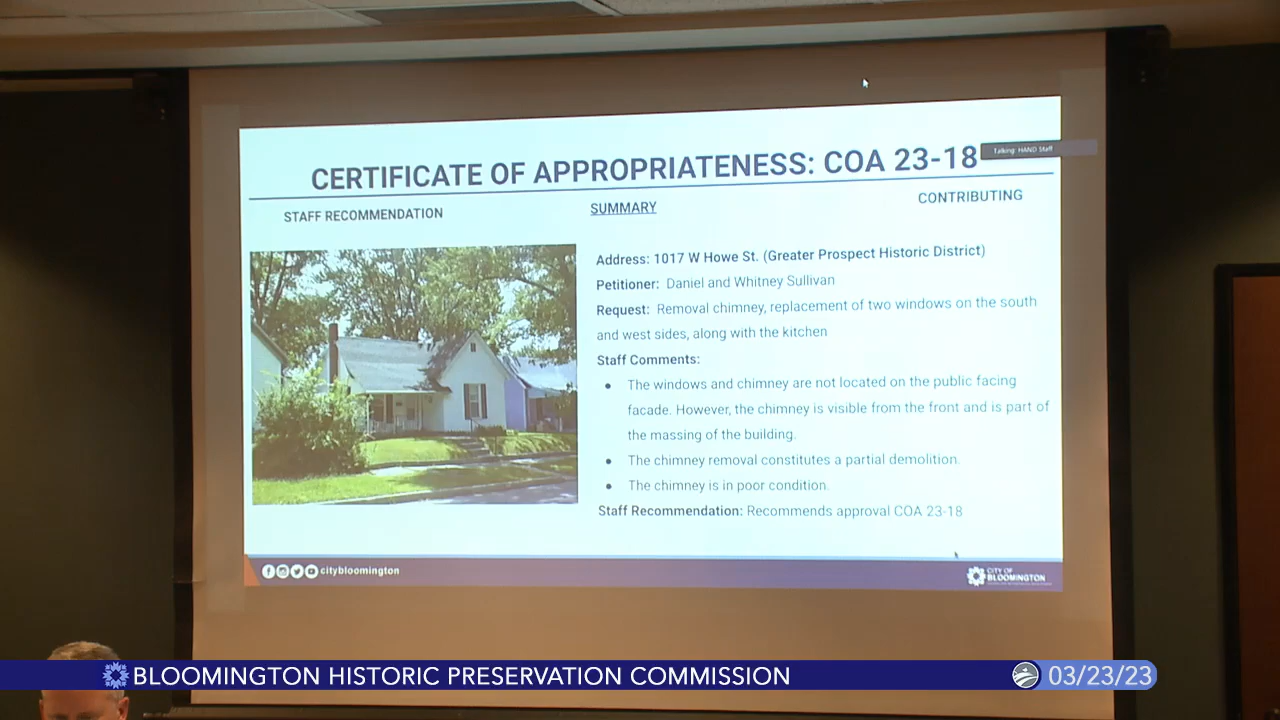 CERTIFICATE OF APPROPRIATENESS: COA 23-18
Talking: HAND Staff
STAFF RECOMMENDATION
SUMMARY
CONTRIBUTING
Address: 1017 W Howe St. (Greater Prospect Historic District)
Petitioner: Daniel and Whitney Sullivan
Request: Removal chimney, replacement of two windows on the south
and west sides, along with the kitchen
Staff Comments:
● The windows and chimney are not located on the public facing
facade. However, the chimney is visible from the front and is part of
the massing of the building.
● The chimney removal constitutes a partial demolition.
● The chimney is in poor condition.
Staff Recommendation: Recommends approval COA 23-18
citybloomington
CITY OF
BLOOMINGTON
BLOOMINGTON HISTORIC PRESERVATION COMMISSION
03/23/23